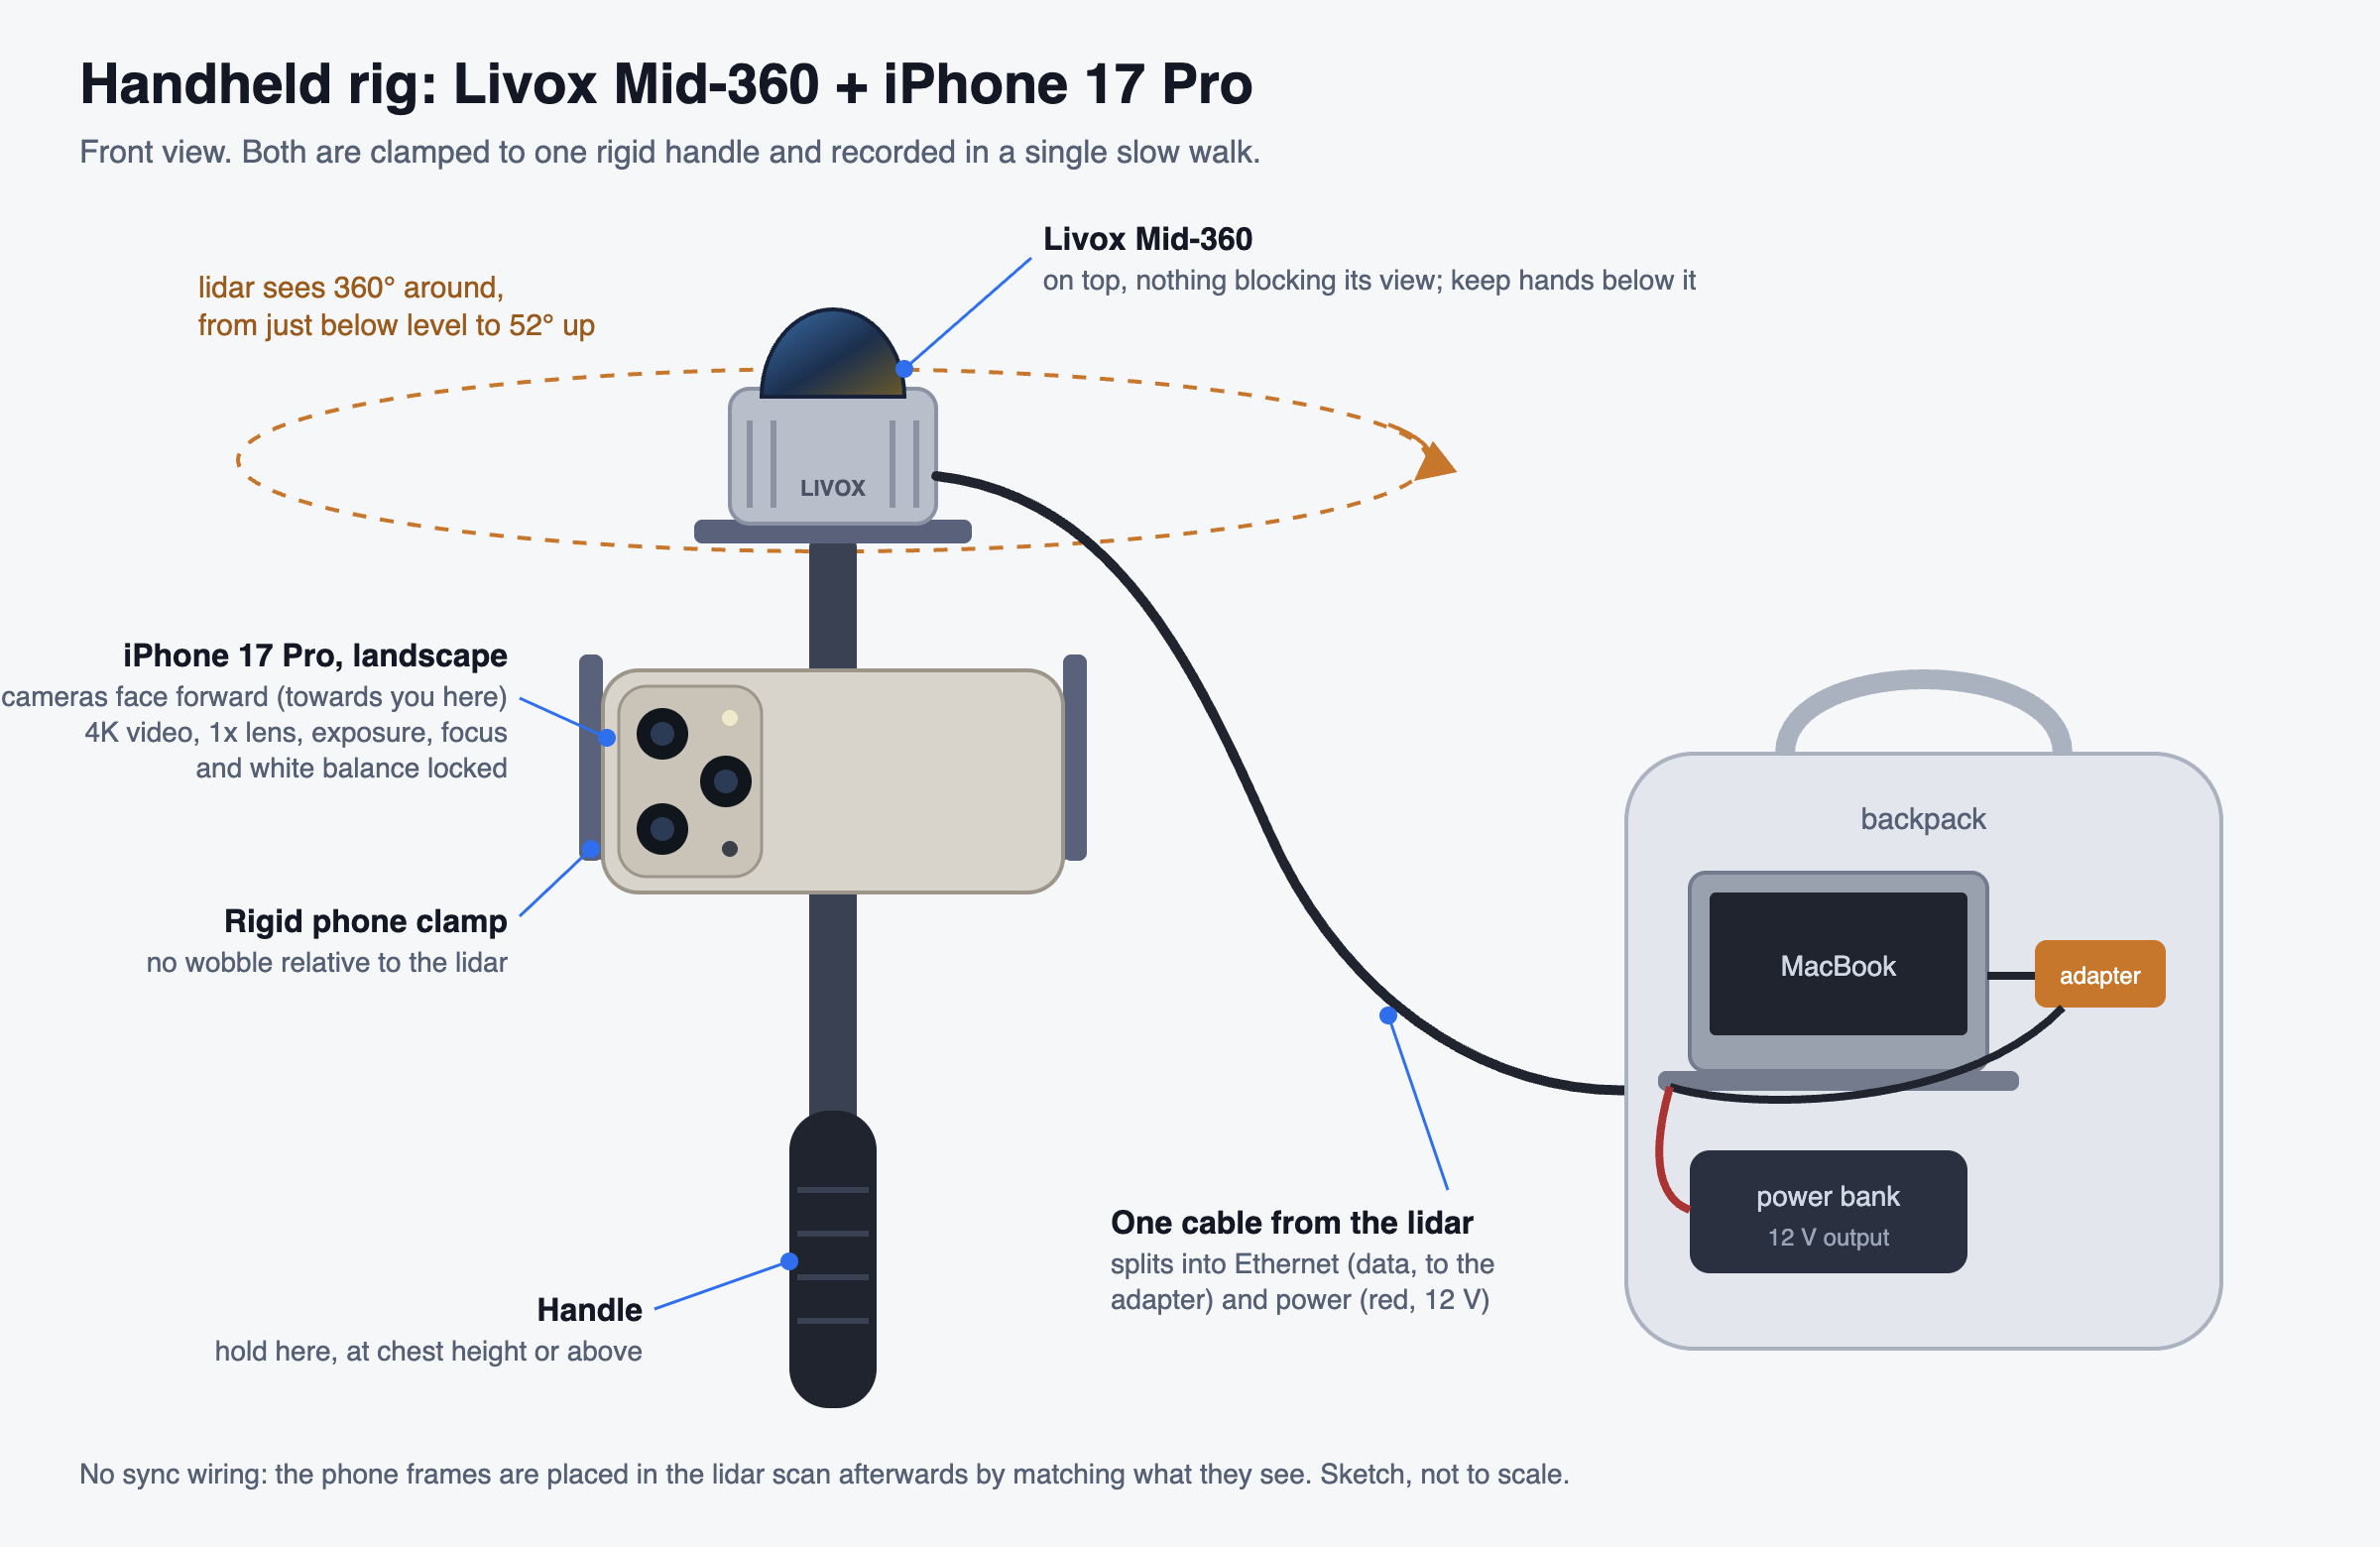 Handheld rig: Livox Mid-360 + iPhone 17 Pro
Front view. Both are clamped to one rigid handle and recorded in a single slow walk.
Livox Mid-360
on top, nothing blocking its view; keep hands below it
lidar sees 360° around,
from just below level to 52° up
LIVOX
iPhone 17 Pro, landscape
cameras face forward (towards you here)
4K video, 1x lens, exposure, focus
and white balance locked
Rigid phone clamp
no wobble relative to the lidar
backpack
MacBook
adapter
power bank
12 V output
One cable from the lidar
splits into Ethernet (data, to the
adapter) and power (red, 12 V)
Handle
hold here, at chest height or above
No sync wiring: the phone frames are placed in the lidar scan afterwards by matching what they see. Sketch, not to scale.